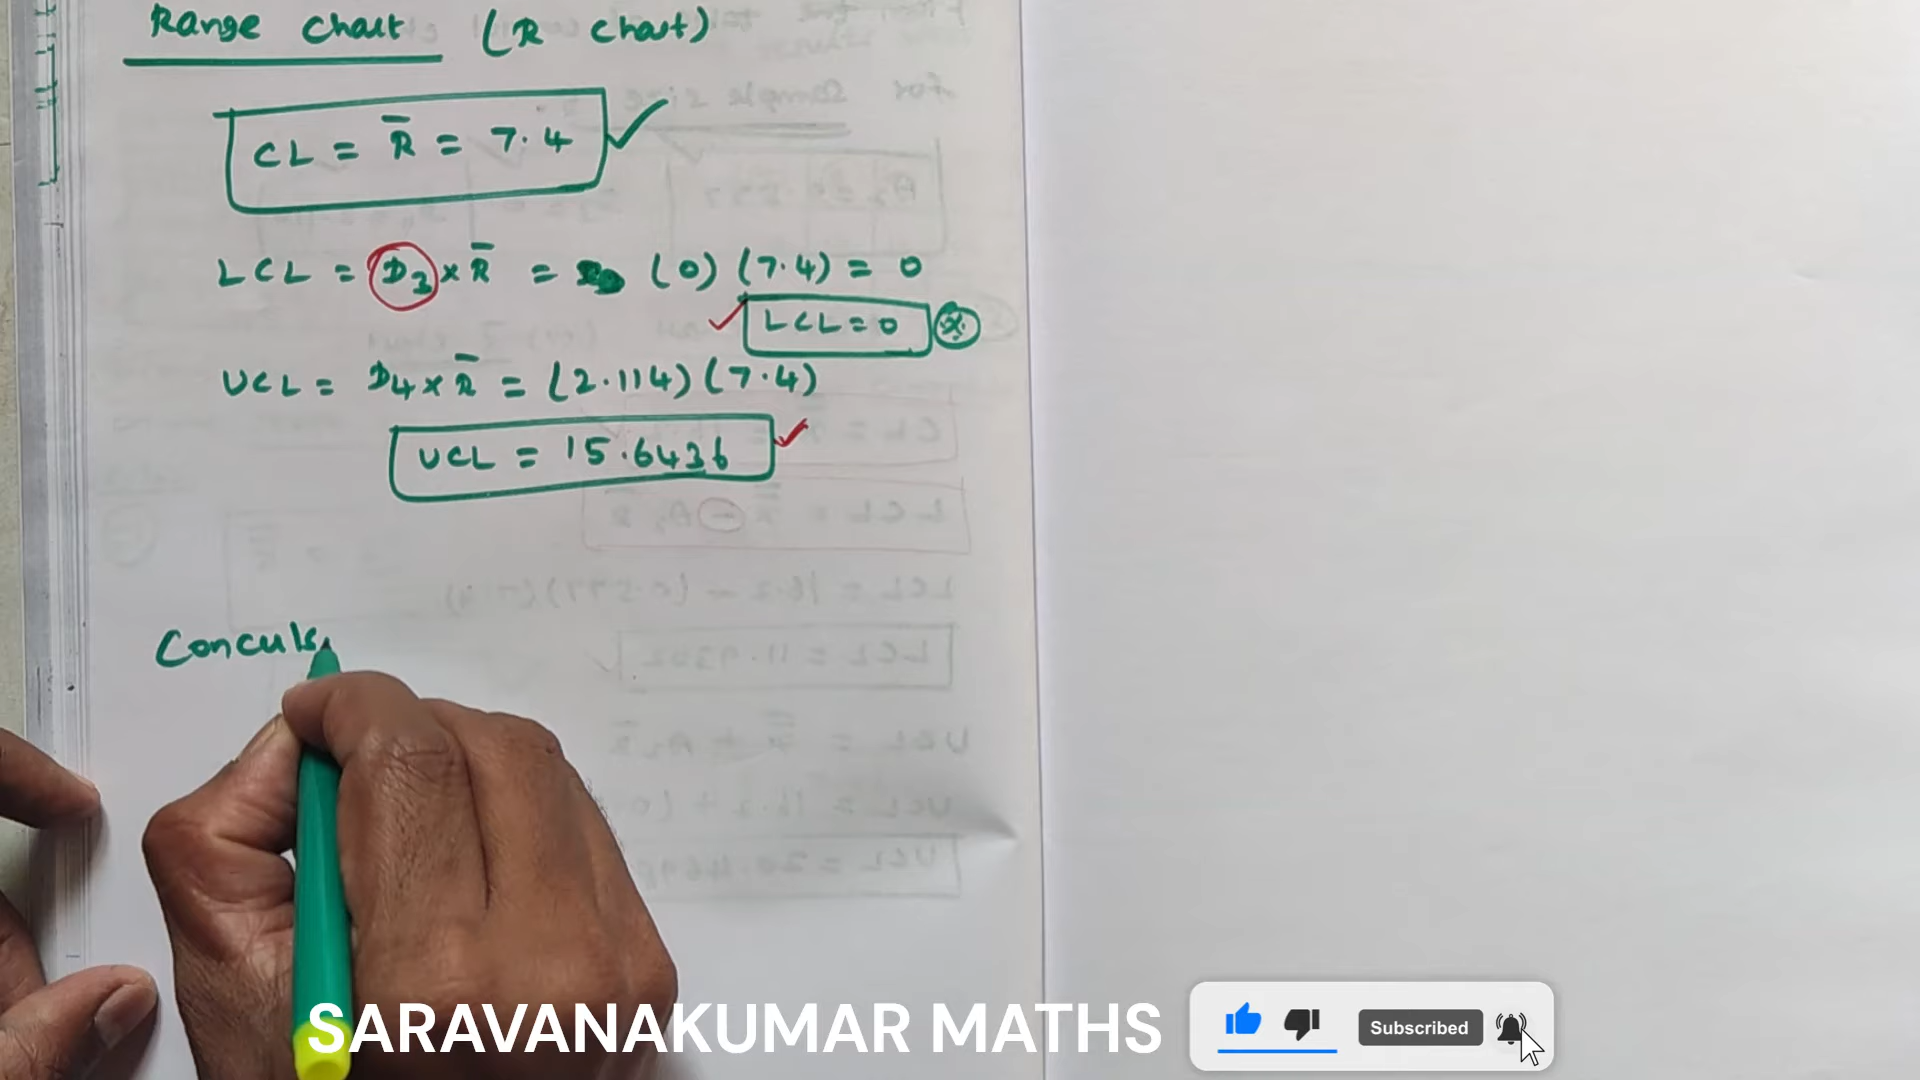 Range Chart (R Chart)
CL = R̅ = 7.4
LCL = D3 × R̅ = (0) (7.4) = 0
LCL = 0
UCL = D4 × R̅ = (2.114) (7.4)
UCL = 15.6436
Conculs
SARAVANAKUMAR MATHS
Subscribed